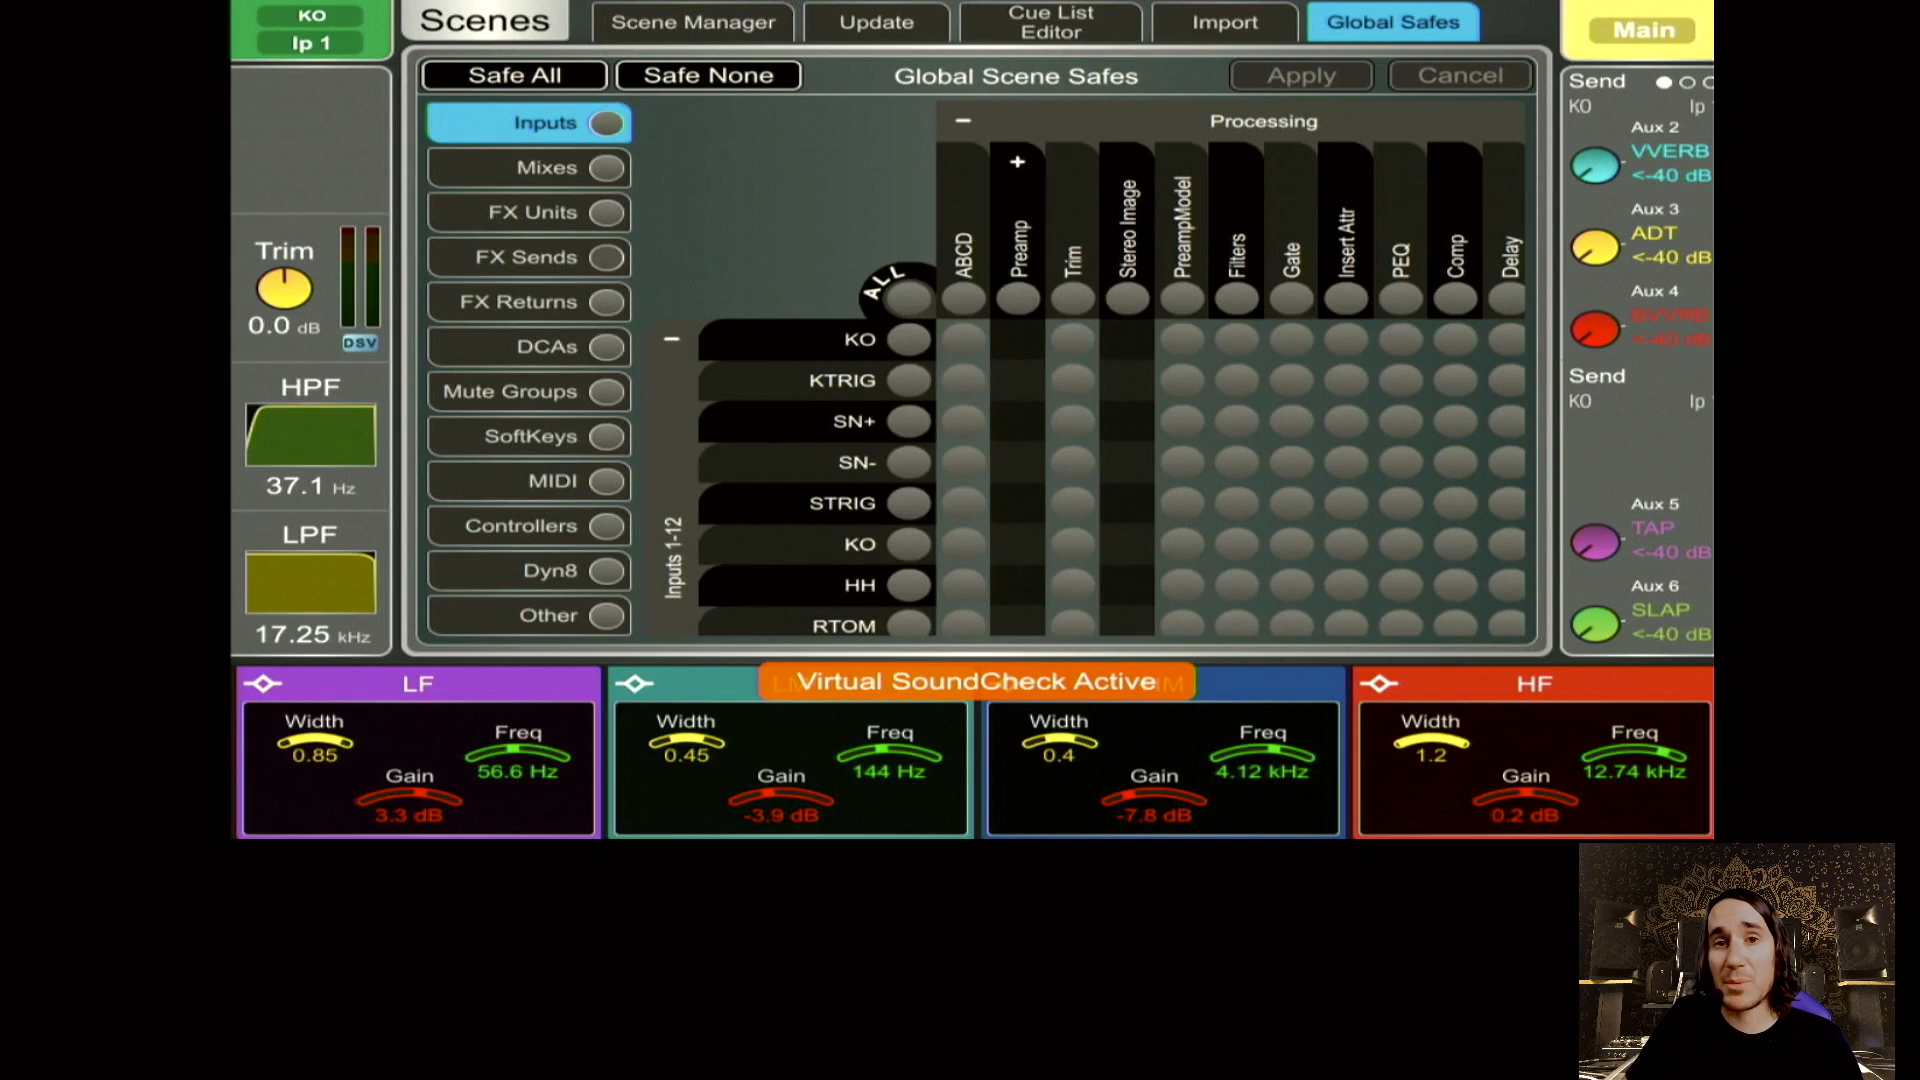 KO
Ip 1
Scenes
Scene Manager
Update
Cue List
Editor
Import
Global Safes
Main
Safe All
Safe None
Global Scene Safes
Apply
Cancel
Inputs
Mixes
FX Units
FX Sends
FX Returns
DCAs
Mute Groups
SoftKeys
MIDI
Controllers
Dyn8
Other
Processing
ABCD
+
Preamp
Trim
Stereo Image
PreampModel
Filters
Gate
Insert Attr
PEQ
Comp
Delay
ALL
Inputs 1-12
KO
KTRIG
SN+
SN-
STRIG
KO
HH
RTOM
Trim
0.0 dB
DSV
HPF
37.1 Hz
LPF
17.25 kHz
Send
KO Ip
Aux 2
VVERB
<-40 dB
Aux 3
ADT
<-40 dB
Aux 4
BVVRB
<-40 dB
Send
KO Ip
Aux 5
TAP
<-40 dB
Aux 6
SLAP
<-40 dB
Virtual SoundCheck Active
LF
Width
0.85
Freq
56.6 Hz
Gain
3.3 dB
Width
0.45
Freq
144 Hz
Gain
-3.9 dB
Width
0.4
Freq
4.12 kHz
Gain
-7.8 dB
HF
Width
1.2
Freq
12.74 kHz
Gain
0.2 dB